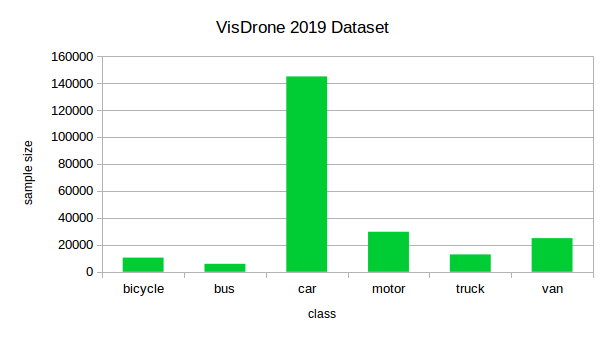 VisDrone 2019 Dataset
160000
140000
120000
100000
80000
60000
40000
20000
0
sample size
bicycle bus car motor truck van
class